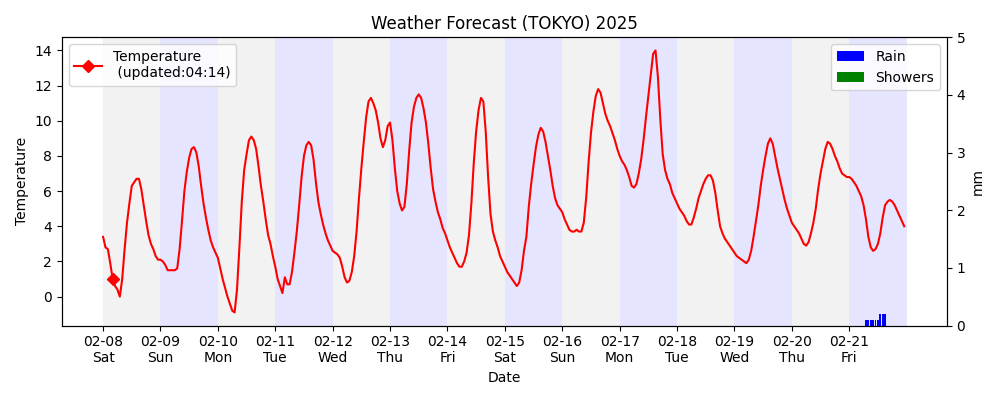 Weather Forecast (TOKYO) 2025
Temperature
(updated:04:14)
Rain
Showers
Temperature
14
12
10
8
6
4
2
0
5
4
3
2
1
0
mm
02-08 02-09 02-10 02-11 02-12 02-13 02-14 02-15 02-16 02-17 02-18 02-19 02-20 02-21
Sat Sun Mon Tue Wed Thu Fri Sat Sun Mon Tue Wed Thu Fri
Date